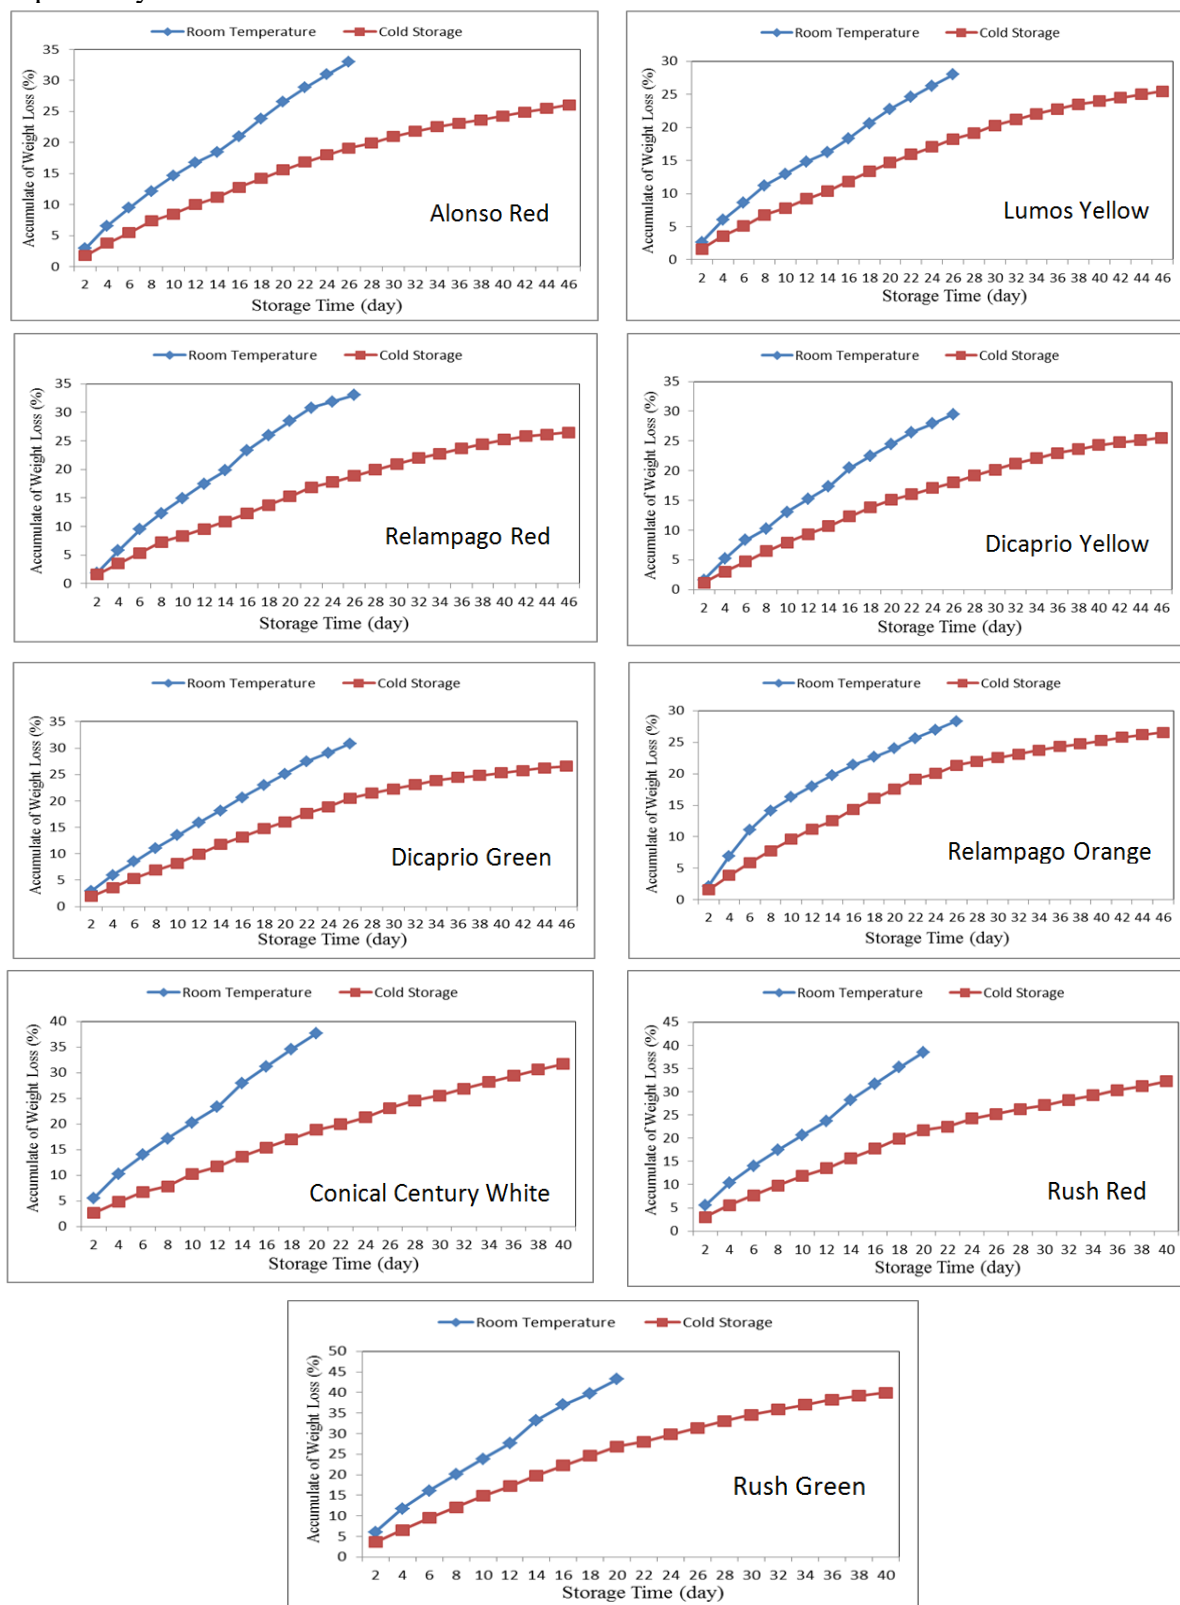 Room Temperature Cold Storage
Accumulate of Weight Loss (%)
35
30
25
20
15
10
5
0
Alonso Red
2 4 6 8 10 12 14 16 18 20 22 24 26 28 30 32 34 36 38 40 42 44 46
Storage Time (day)
Room Temperature Cold Storage
Accumulate of Weight Loss (%)
30
25
20
15
10
5
0
Lumos Yellow
2 4 6 8 10 12 14 16 18 20 22 24 26 28 30 32 34 36 38 40 42 44 46
Storage Time (day)
Room Temperature Cold Storage
Accumulate of Weight Loss (%)
35
30
25
20
15
10
5
0
Relampago Red
2 4 6 8 10 12 14 16 18 20 22 24 26 28 30 32 34 36 38 40 42 44 46
Storage Time (day)
Room Temperature Cold Storage
Accumulate of Weight Loss (%)
35
30
25
20
15
10
5
0
Dicaprio Yellow
2 4 6 8 10 12 14 16 18 20 22 24 26 28 30 32 34 36 38 40 42 44 46
Storage Time (day)
Room Temperature Cold Storage
Accumulate of Weight Loss (%)
35
30
25
20
15
10
5
0
Dicaprio Green
2 4 6 8 10 12 14 16 18 20 22 24 26 28 30 32 34 36 38 40 42 44 46
Storage Time (day)
Room Temperature Cold Storage
Accumulate of Weight Loss (%)
30
25
20
15
10
5
0
Relampago Orange
2 4 6 8 10 12 14 16 18 20 22 24 26 28 30 32 34 36 38 40 42 44 46
Storage Time (day)
Room Temperature Cold Storage
Accumulate of Weight Loss (%)
40
35
30
25
20
15
10
5
0
Conical Century White
2 4 6 8 10 12 14 16 18 20 22 24 26 28 30 32 34 36 38 40
Storage Time (day)
Room Temperature Cold Storage
Accumulate of Weight Loss (%)
45
40
35
30
25
20
15
10
5
0
Rush Red
2 4 6 8 10 12 14 16 18 20 22 24 26 28 30 32 34 36 38 40
Storage Time (day)
Room Temperature Cold Storage
Accumulate of Weight Loss (%)
50
45
40
35
30
25
20
15
10
5
0
Rush Green
2 4 6 8 10 12 14 16 18 20 22 24 26 28 30 32 34 36 38 40
Storage Time (day)